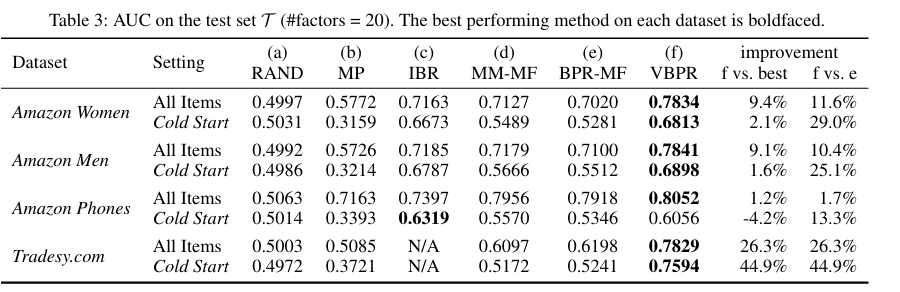 Table 3: AUC on the test set 𝒯 (#factors = 20). The best performing method on each dataset is boldfaced.
Dataset Setting (a) (b) (c) (d) (e) (f) improvement
RAND MP IBR MM-MF BPR-MF VBPR f vs. best f vs. e
Amazon Women All Items 0.4997 0.5772 0.7163 0.7127 0.7020 0.7834 9.4% 11.6%
Cold Start 0.5031 0.3159 0.6673 0.5489 0.5281 0.6813 2.1% 29.0%
Amazon Men All Items 0.4992 0.5726 0.7185 0.7179 0.7100 0.7841 9.1% 10.4%
Cold Start 0.4986 0.3214 0.6787 0.5666 0.5512 0.6898 1.6% 25.1%
Amazon Phones All Items 0.5063 0.7163 0.7397 0.7956 0.7918 0.8052 1.2% 1.7%
Cold Start 0.5014 0.3393 0.6319 0.5570 0.5346 0.6056 -4.2% 13.3%
Tradesy.com All Items 0.5003 0.5085 N/A 0.6097 0.6198 0.7829 26.3% 26.3%
Cold Start 0.4972 0.3721 N/A 0.5172 0.5241 0.7594 44.9% 44.9%